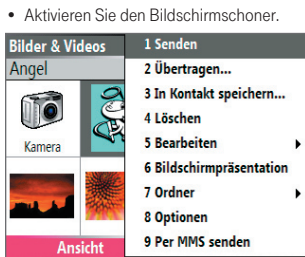 • Aktivieren Sie den Bildschirmschoner.
Bilder & Videos
Angel
Kamera
Ansicht
1 Senden
2 Übertragen...
3 In Kontakt speichern...
4 Löschen
5 Bearbeiten
6 Bildschirmpräsentation
7 Ordner
8 Optionen
9 Per MMS senden